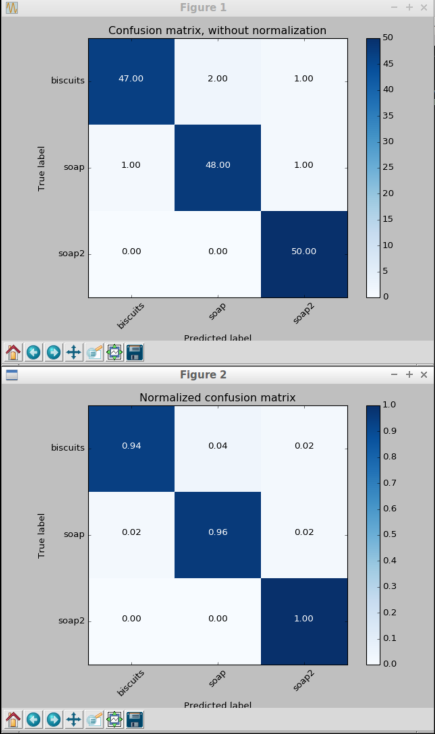 Figure 1
Confusion matrix, without normalization
biscuits 47.00 2.00 1.00
soap 1.00 48.00 1.00
soap2 0.00 0.00 50.00
True label
biscuits soap soap2
Predicted label
50
45
40
35
30
25
20
15
10
5
0
Figure 2
Normalized confusion matrix
biscuits 0.94 0.04 0.02
soap 0.02 0.96 0.02
soap2 0.00 0.00 1.00
True label
biscuits soap soap2
Predicted label
1.0
0.9
0.8
0.7
0.6
0.5
0.4
0.3
0.2
0.1
0.0